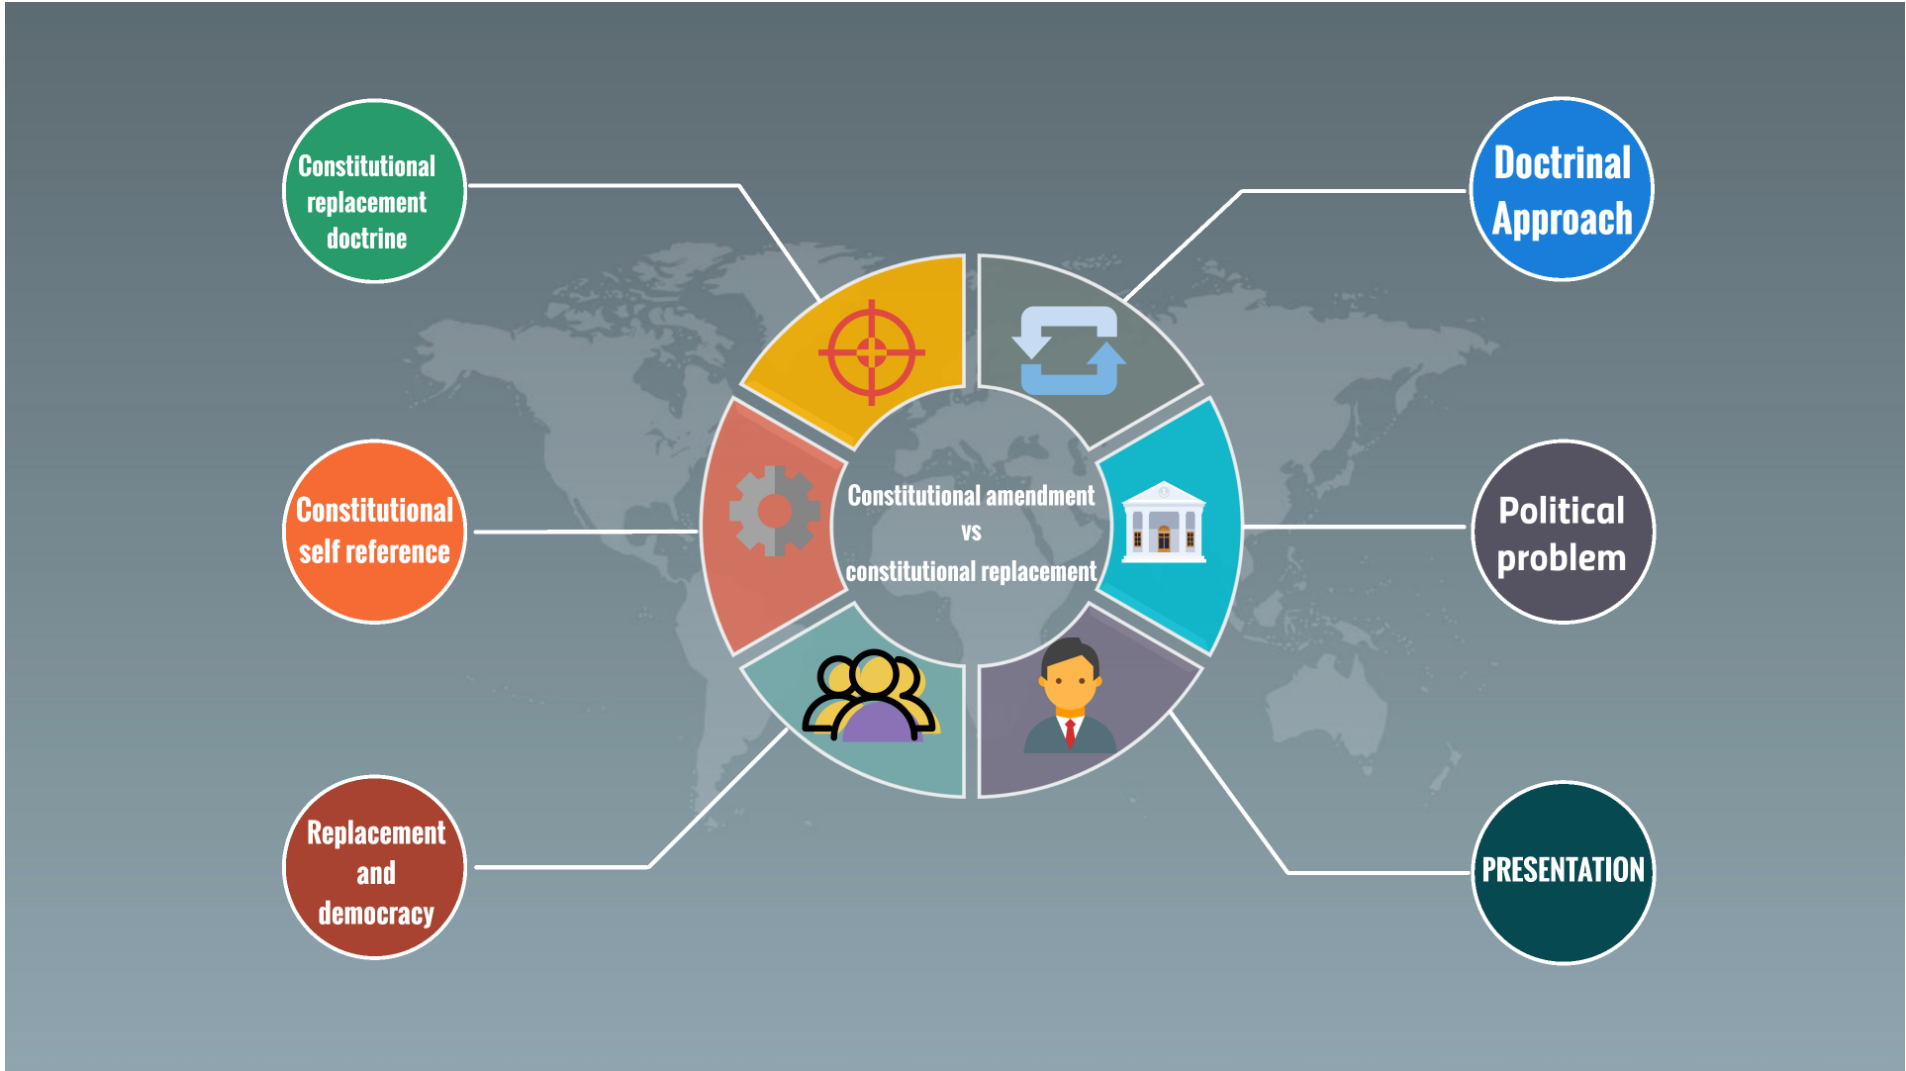 Constitutional
replacement
doctrine
Doctrinal
Approach
Constitutional
self reference
Constitutional amendment
vs
constitutional replacement
Political
problem
Replacement
and
democracy
PRESENTATION